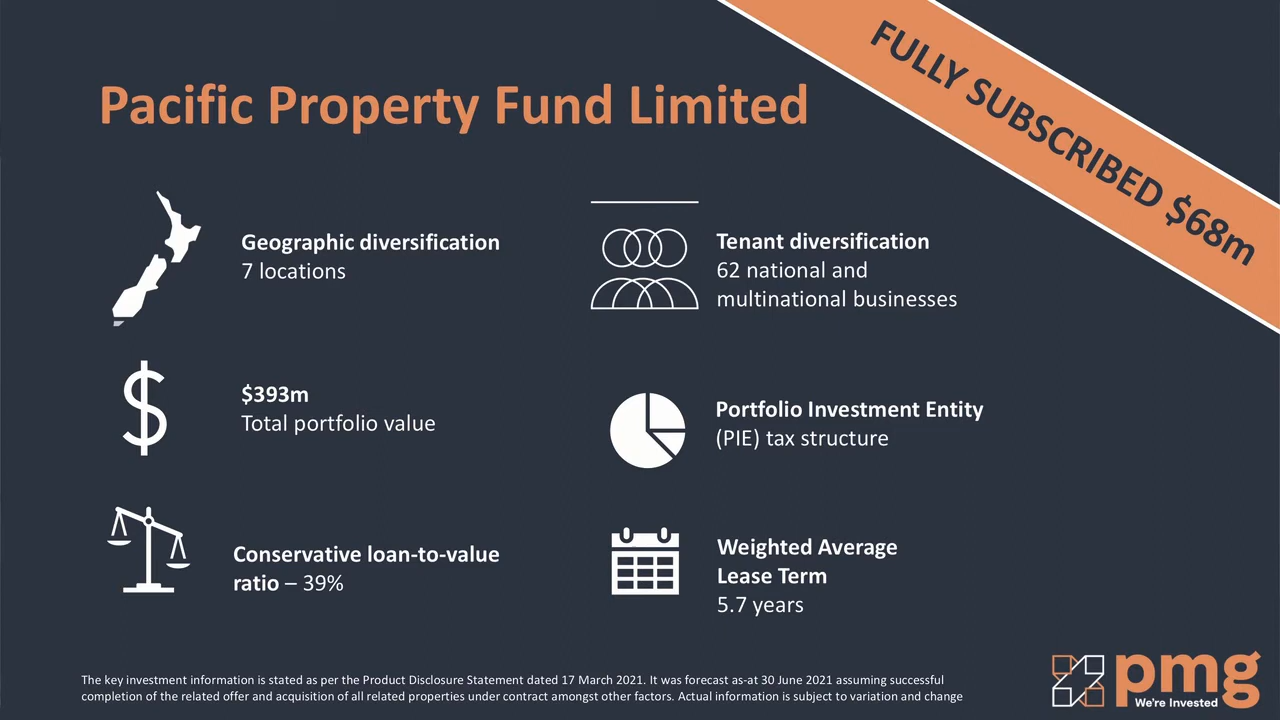 FULLY SUBSCRIBED $68m
Pacific Property Fund Limited
Geographic diversification
7 locations
Tenant diversification
62 national and
multinational businesses
$393m
Total portfolio value
Portfolio Investment Entity
(PIE) tax structure
Conservative loan-to-value
ratio – 39%
Weighted Average
Lease Term
5.7 years
The key investment information is stated as per the Product Disclosure Statement dated 17 March 2021. It was forecast as-at 30 June 2021 assuming successful
completion of the related offer and acquisition of all related properties under contract amongst other factors. Actual information is subject to variation and change
pmg
We're Invested